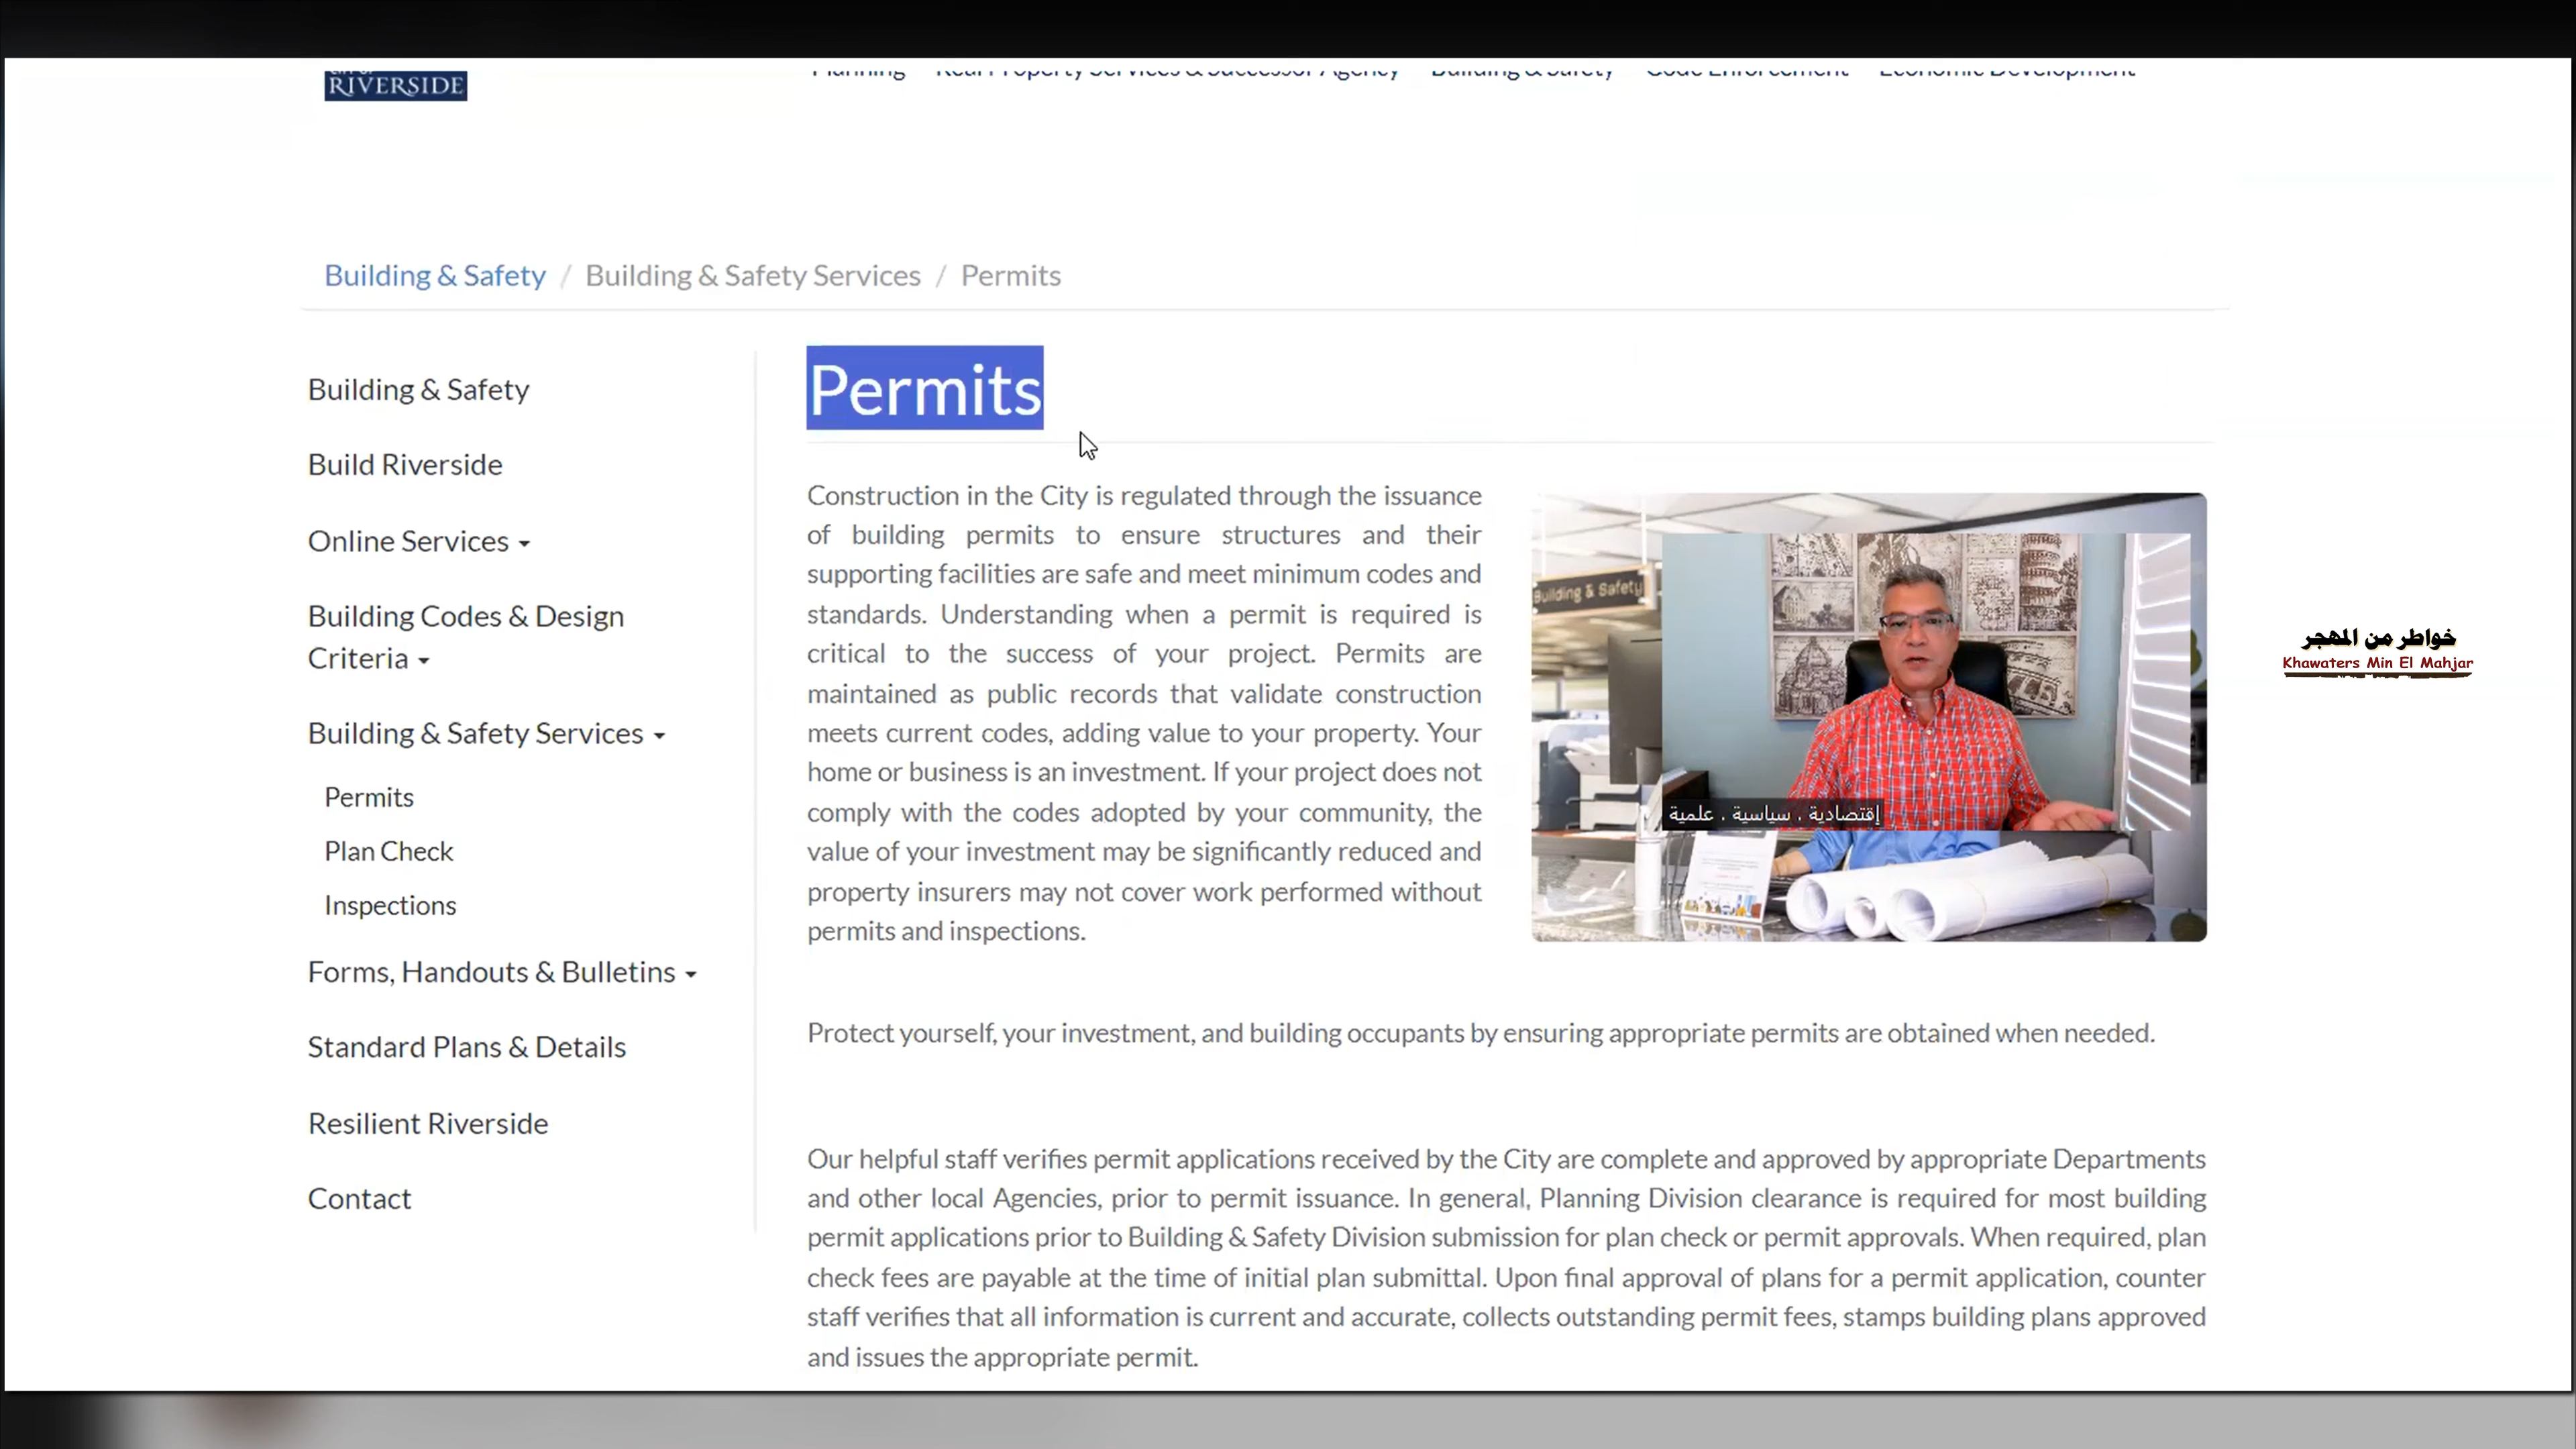 RIVERSIDE
Planning Real Property Services & Successor Agency Building & Safety Code Enforcement Economic Development
Building & Safety / Building & Safety Services / Permits
Building & Safety
Build Riverside
Online Services
Building Codes & Design
Criteria
Building & Safety Services
Permits
Plan Check
Inspections
Forms, Handouts & Bulletins
Standard Plans & Details
Resilient Riverside
Contact
Permits
Construction in the City is regulated through the issuance
of building permits to ensure structures and their
supporting facilities are safe and meet minimum codes and
standards. Understanding when a permit is required is
critical to the success of your project. Permits are
maintained as public records that validate construction
meets current codes, adding value to your property. Your
home or business is an investment. If your project does not
comply with the codes adopted by your community, the
value of your investment may be significantly reduced and
property insurers may not cover work performed without
permits and inspections.
Building & Safety
إقتصادية . سياسية . علمية
خواطر من المهجر
Khawaters Min El Mahjar
Protect yourself, your investment, and building occupants by ensuring appropriate permits are obtained when needed.
Our helpful staff verifies permit applications received by the City are complete and approved by appropriate Departments
and other local Agencies, prior to permit issuance. In general, Planning Division clearance is required for most building
permit applications prior to Building & Safety Division submission for plan check or permit approvals. When required, plan
check fees are payable at the time of initial plan submittal. Upon final approval of plans for a permit application, counter
staff verifies that all information is current and accurate, collects outstanding permit fees, stamps building plans approved
and issues the appropriate permit.